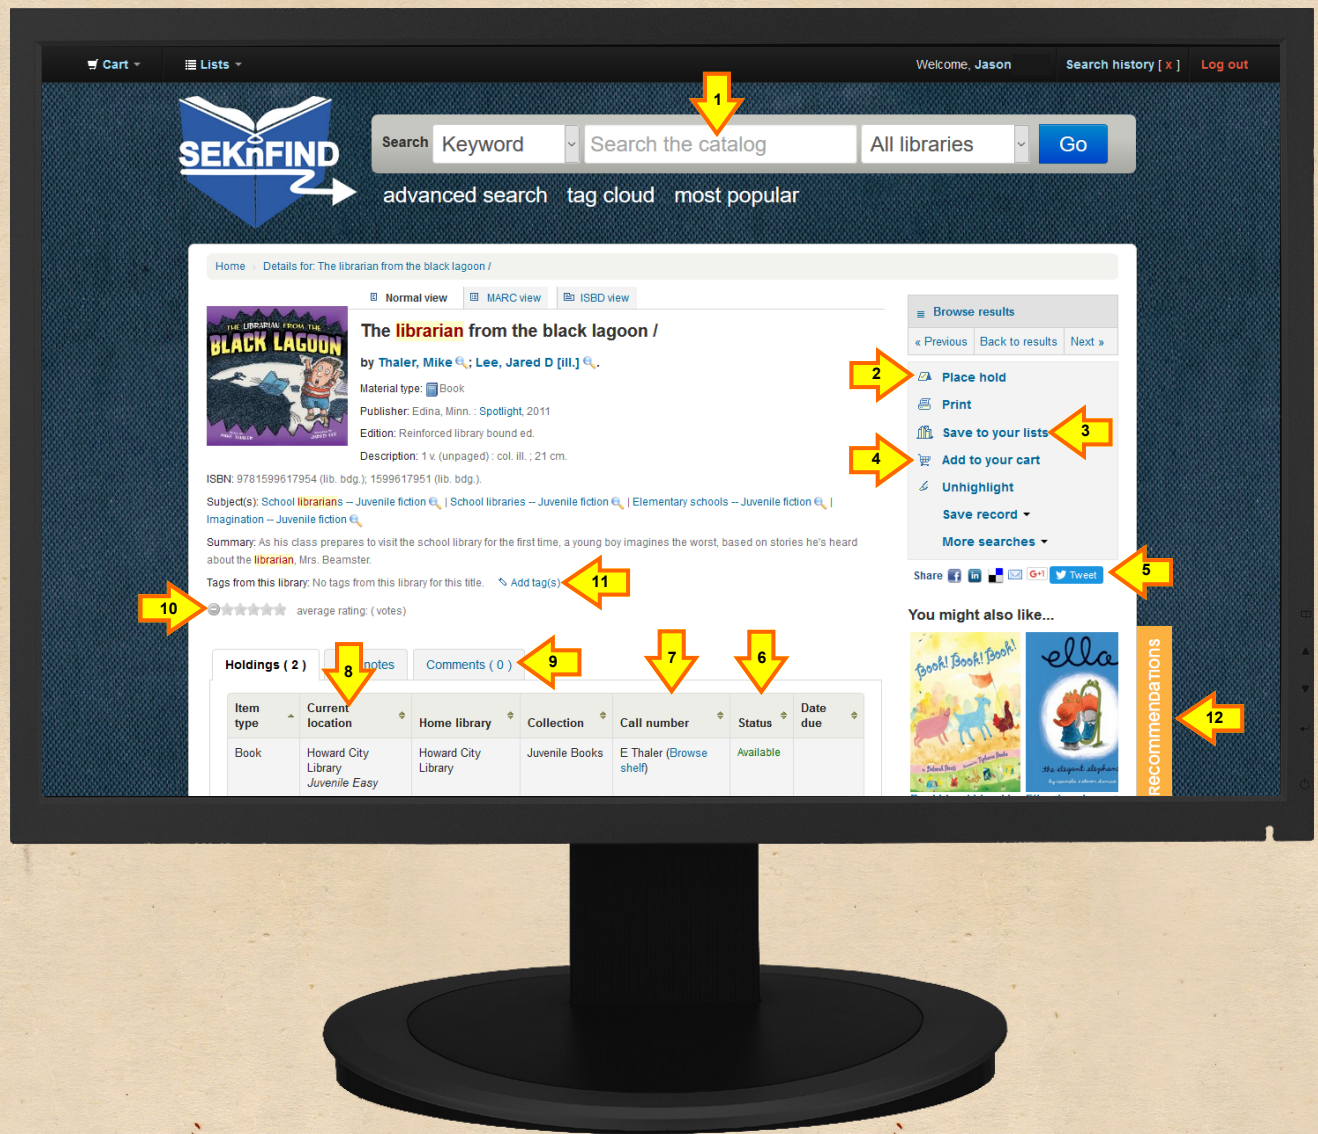 Cart
Lists
Welcome, Jason
Search history [ x ]
Log out
1
SEKnFIND
Search
Keyword
Search the catalog
All libraries
Go
advanced search tag cloud most popular
Home Details for: The librarian from the black lagoon /
Normal view
MARC view
ISBD view
THE LIBRARIAN FROM THE
BLACK LAGOON
MIKE THALER
JARED LEE
The librarian from the black lagoon /
by Thaler, Mike ; Lee, Jared D [ill.] .
Material type: Book
Publisher: Edina, Minn. : Spotlight, 2011
Edition: Reinforced library bound ed.
Description: 1 v. (unpaged) : col. ill. ; 21 cm.
ISBN: 9781599617954 (lib. bdg.); 1599617951 (lib. bdg.).
Subject(s): School librarians -- Juvenile fiction | School libraries -- Juvenile fiction | Elementary schools -- Juvenile fiction |
Imagination -- Juvenile fiction
Summary: As his class prepares to visit the school library for the first time, a young boy imagines the worst, based on stories he's heard
about the librarian, Mrs. Beamster.
Tags from this library: No tags from this library for this title. Add tag(s)
11
10
average rating: ( votes)
Browse results
« Previous
Back to results
Next »
2
Place hold
Print
Save to your lists
3
4
Add to your cart
Unhighlight
Save record
More searches
Share
G+1
Tweet
5
You might also like...
Book! Book! Book!
ella
the elegant elephant
Recommendations
12
Holdings ( 2 )
notes
Comments ( 0 )
8
9
7
6
Item type
Current location
Home library
Collection
Call number
Status
Date due
Book
Howard City Library
Juvenile Easy
Howard City Library
Juvenile Books
E Thaler (Browse shelf)
Available